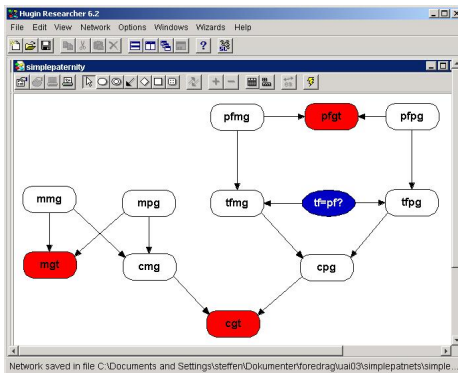 Hugin Researcher 6.2
File Edit View Network Options Windows Wizards Help
simplepaternity
pfmg pfgt pfpg
mmg mpg tfmg tf=pf? tfpg
mgt cmg cpg
cgt
Network saved in file C:\Documents and Settings\steffen\Dokumenter\foredrag\uai03\simplepatnets\simple...